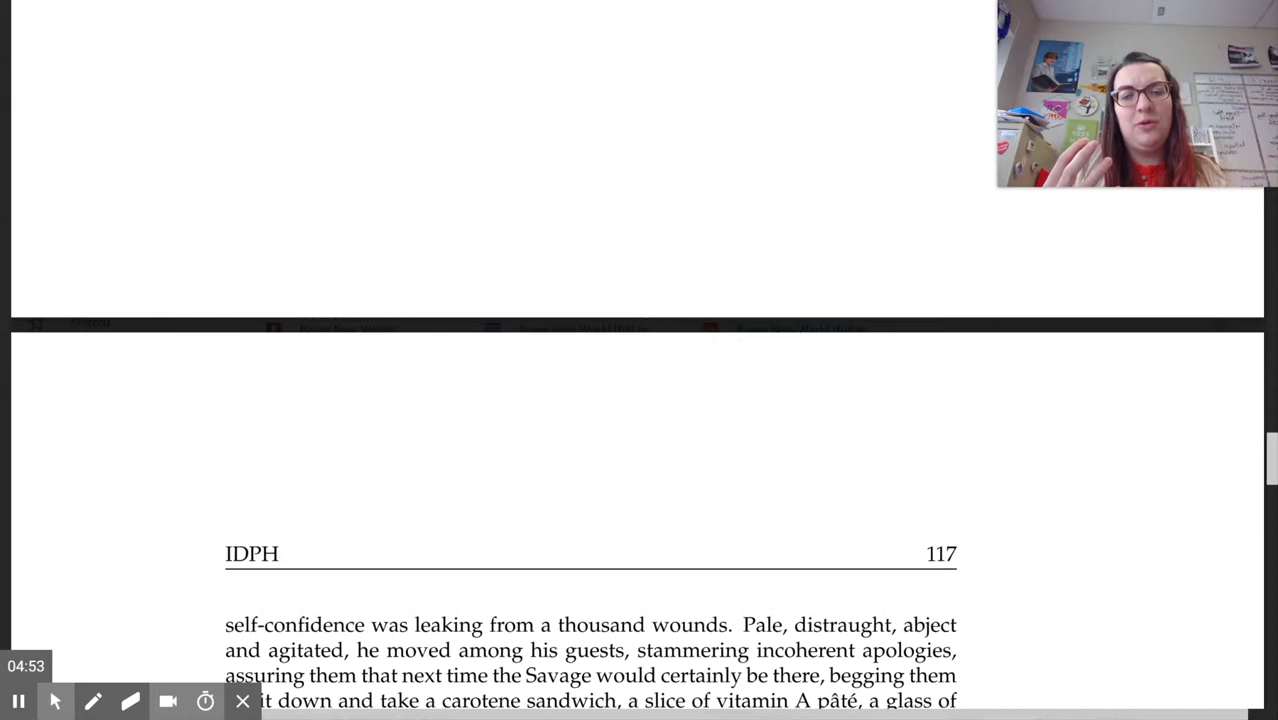 IDPH 117
self-confidence was leaking from a thousand wounds. Pale, distraught, abject
and agitated, he moved among his guests, stammering incoherent apologies,
assuring them that next time the Savage would certainly be there, begging them
it down and take a carotene sandwich, a slice of vitamin A pâté, a glass of
04:53